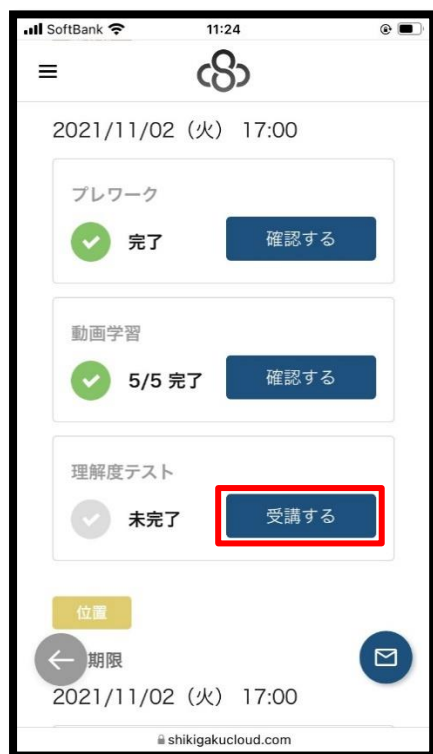 SoftBank 11:24
2021/11/02（火） 17:00
プレワーク
完了 確認する
動画学習
5/5 完了 確認する
理解度テスト
未完了 受講する
位置
期限
2021/11/02（火） 17:00
shikigakucloud.com